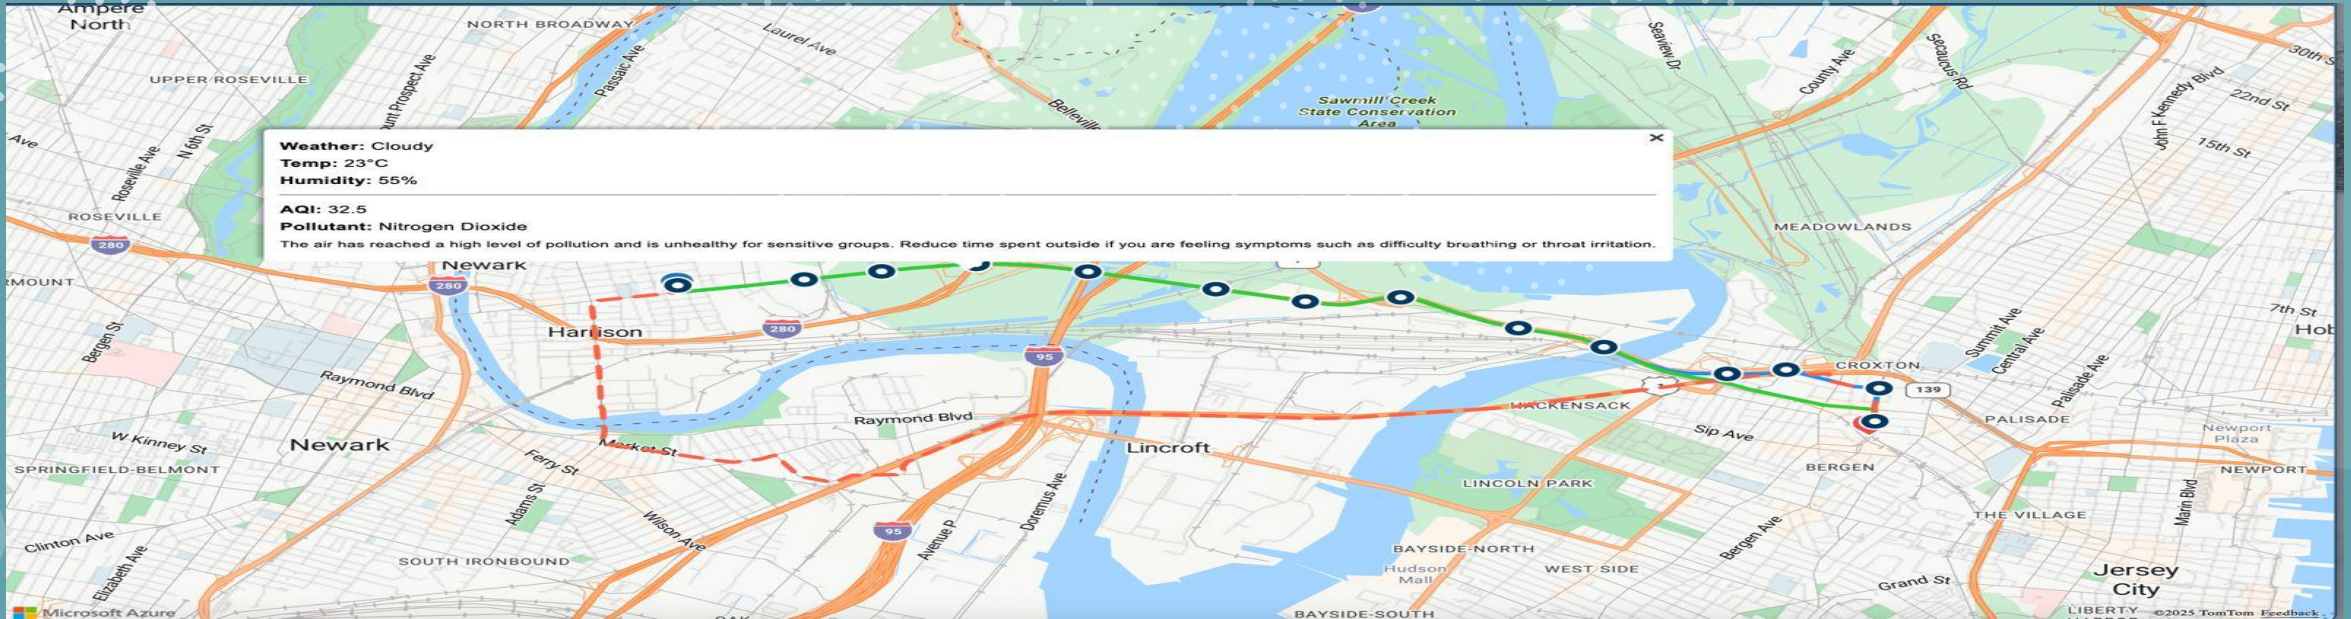 Ampere
North
NORTH BROADWAY
Laurel Ave
Passaic Ave
UPPER ROSEVILLE
N 6th St
Roseville Ave
Ave
ROSEVILLE
280
Seaview Dr
County Ave
Secaucus Rd
30th S
John F Kennedy Blvd
22nd St
15th St
Sawmill Creek
State Conservation
Area
Weather: Cloudy
Temp: 23°C
Humidity: 55%
AQI: 32.5
Pollutant: Nitrogen Dioxide
The air has reached a high level of pollution and is unhealthy for sensitive groups. Reduce time spent outside if you are feeling symptoms such as difficulty breathing or throat irritation.
MEADOWLANDS
Newark
280
RMOUNT
Harrison
280
95
7th St
Hob
Summit Ave
Central Ave
CROXTON
139
Palisade Ave
Bergen St
Raymond Blvd
HACKENSACK
Raymond Blvd
Sip Ave
PALISADE
Newport
Plaza
W Kinney St
Newark
Market St
Lincroft
SPRINGFIELD-BELMONT
Ferry St
Adams St
BERGEN
NEWPORT
LINCOLN PARK
Doremus Ave
Wilson Ave
95
Avenue P
THE VILLAGE
Marin Blvd
Bergen Ave
Clinton Ave
Elizabeth Ave
SOUTH IRONBOUND
BAYSIDE-NORTH
Hudson
Mall
WEST SIDE
Grand St
Jersey
City
Microsoft Azure
BAYSIDE-SOUTH
LIBERTY
©2025 TomTom Feedback